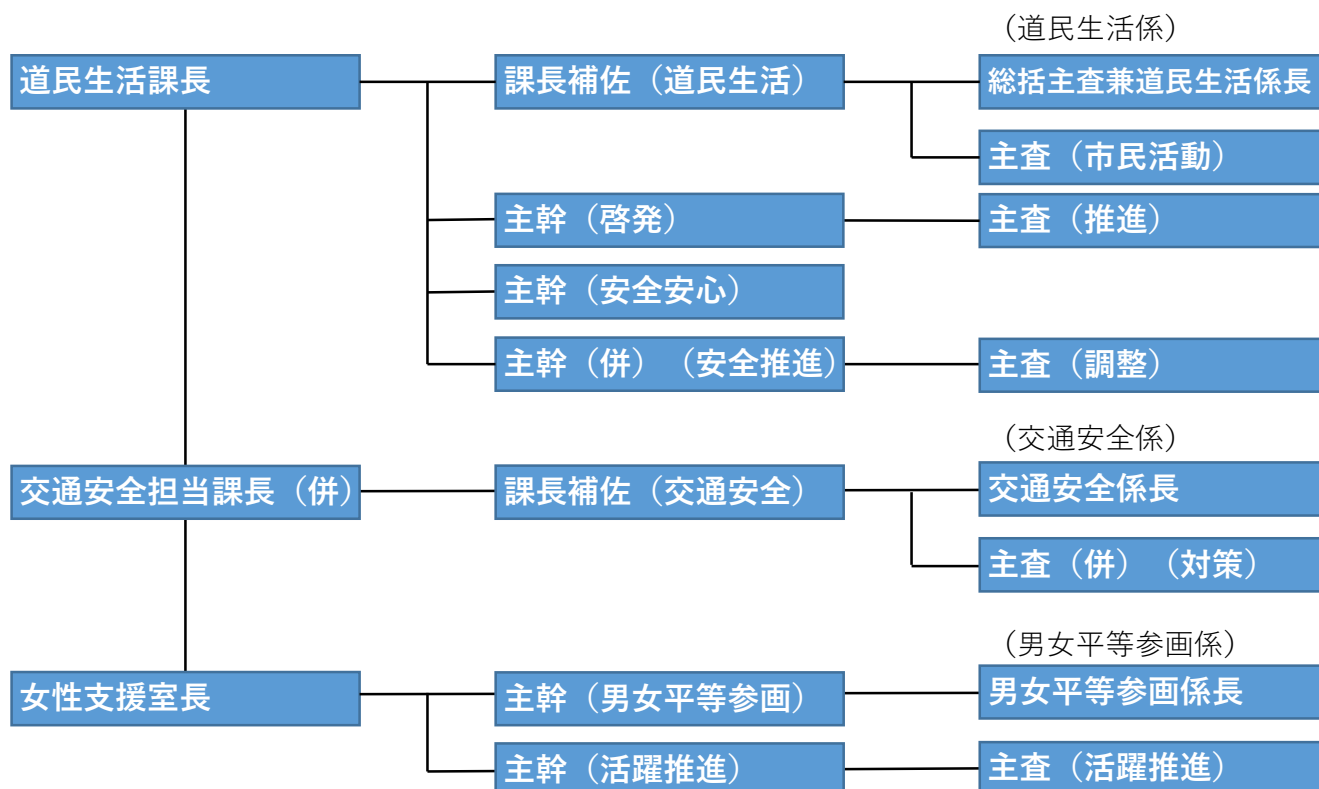 （道民生活係）
道民生活課長
課長補佐（道民生活）
総括主査兼道民生活係長
主査（市民活動）
主幹（啓発）
主査（推進）
主幹（安全安心）
主幹（併）（安全推進）
主査（調整）
（交通安全係）
交通安全担当課長（併）
課長補佐（交通安全）
交通安全係長
主査（併）（対策）
（男女平等参画係）
女性支援室長
主幹（男女平等参画）
男女平等参画係長
主幹（活躍推進）
主査（活躍推進）